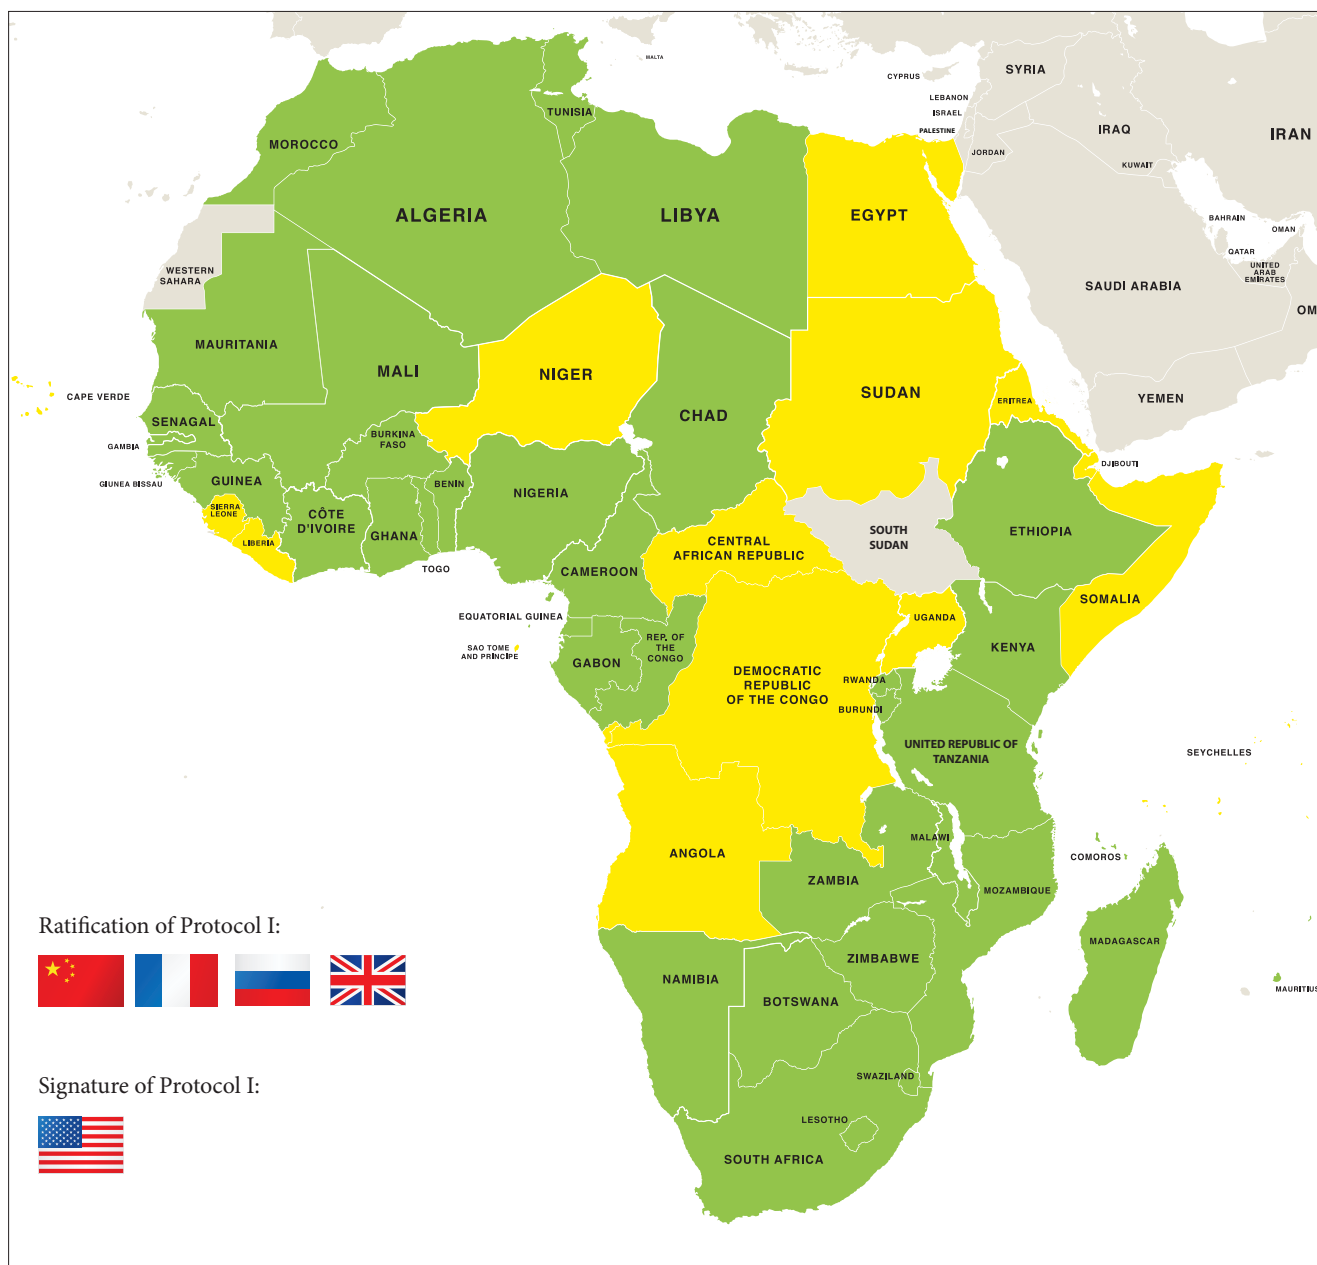 MALTA
CYPRUS
SYRIA
LEBANON
ISRAEL
PALESTINE
JORDAN
IRAQ
KUWAIT
IRAN
TUNISIA
MOROCCO
ALGERIA
LIBYA
EGYPT
BAHRAIN
OMAN
QATAR
UNITED
ARAB
EMIRATES
SAUDI ARABIA
OM
WESTERN
SAHARA
MAURITANIA
MALI
NIGER
CHAD
SUDAN
ERITREA
YEMEN
CAPE VERDE
SENAGAL
GAMBIA
GIUNEA BISSAU
GUINEA
BURKINA
FASO
BENIN
NIGERIA
DJIBOUTI
SIERRA
LEONE
LIBERIA
CÔTE
D'IVOIRE
GHANA
TOGO
CENTRAL
AFRICAN REPUBLIC
SOUTH
SUDAN
ETHIOPIA
CAMEROON
SOMALIA
EQUATORIAL GUINEA
UGANDA
SAO TOME
AND PRINCIPE
GABON
REP. OF
THE
CONGO
KENYA
DEMOCRATIC
REPUBLIC
OF THE CONGO
RWANDA
BURUNDI
UNITED REPUBLIC OF
TANZANIA
SEYCHELLES
ANGOLA
ZAMBIA
MALAWI
COMOROS
MOZAMBIQUE
MADAGASCAR
MAURITIUS
NAMIBIA
ZIMBABWE
BOTSWANA
SWAZILAND
LESOTHO
SOUTH AFRICA
Ratification of Protocol I:
Signature of Protocol I: